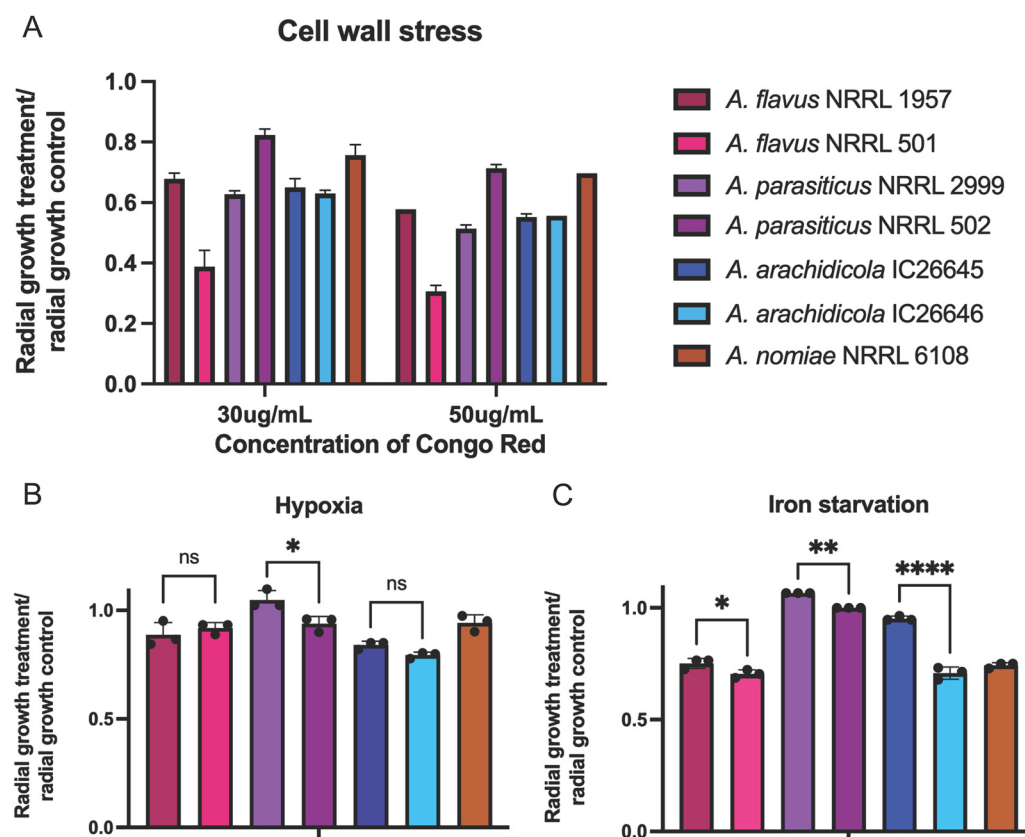 A
Cell wall stress
Radial growth treatment/
radial growth control
1.0
0.8
0.6
0.4
0.2
0.0
30ug/mL
50ug/mL
Concentration of Congo Red
A. flavus NRRL 1957
A. flavus NRRL 501
A. parasiticus NRRL 2999
A. parasiticus NRRL 502
A. arachidicola IC26645
A. arachidicola IC26646
A. nomiae NRRL 6108
B
Hypoxia
Radial growth treatment/
radial growth control
1.0
0.5
0.0
ns
*
ns
C
Iron starvation
Radial growth treatment/
radial growth control
1.0
0.5
0.0
*
**
****